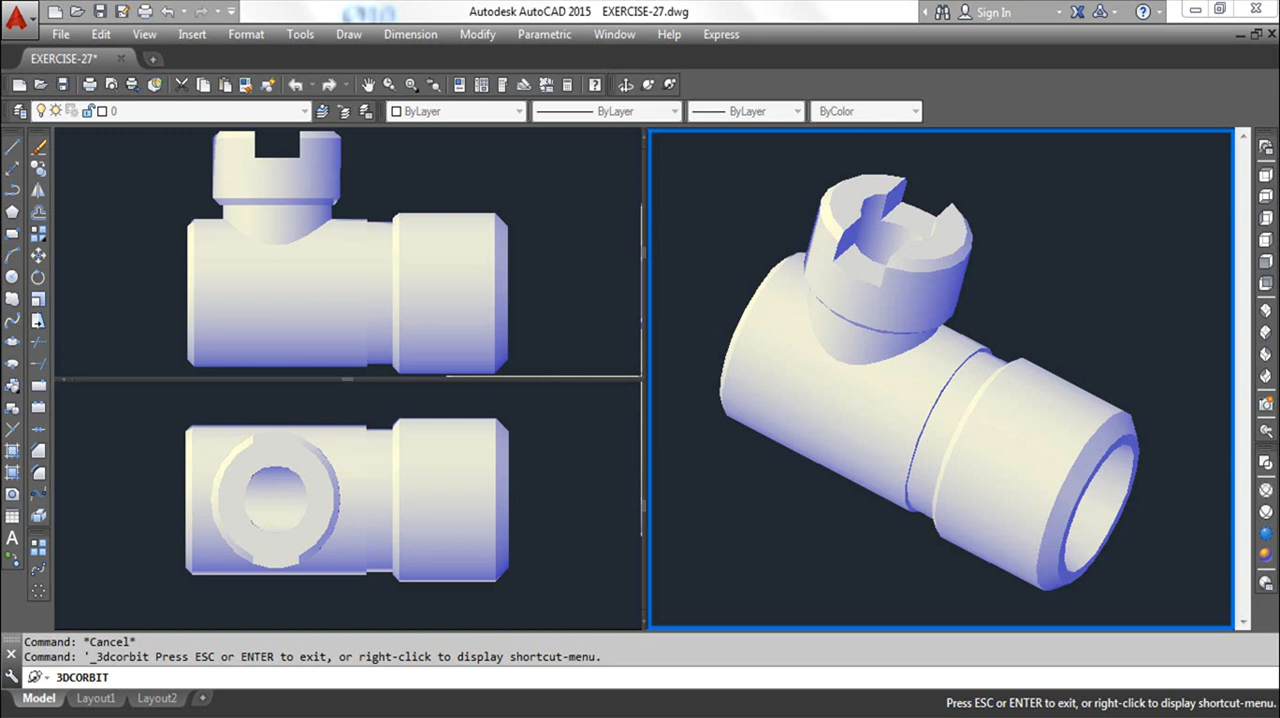 Autodesk AutoCAD 2015 EXERCISE-27.dwg
Sign In
File Edit View Insert Format Tools Draw Dimension Modify Parametric Window Help Express
EXERCISE-27*
0 ByLayer ByLayer ByLayer ByColor
A
Command: *Cancel*
Command: '_3dcorbit Press ESC or ENTER to exit, or right-click to display shortcut-menu.
3DCORBIT
Model Layout1 Layout2 +
Press ESC or ENTER to exit, or right-click to display shortcut-menu.